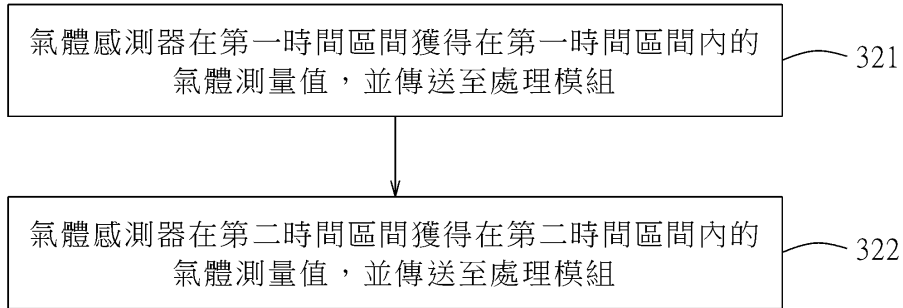 氣體感測器在第一時間區間獲得在第一時間區間內的
氣體測量值，並傳送至處理模組
321
氣體感測器在第二時間區間獲得在第二時間區間內的
氣體測量值，並傳送至處理模組
322